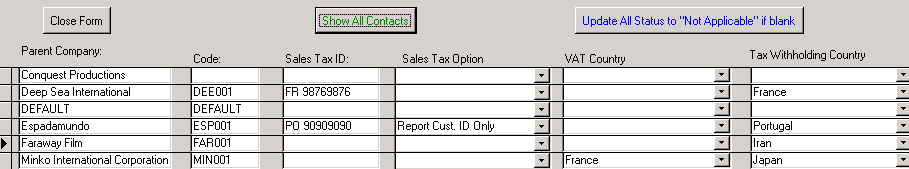 Close Form Show All Contacts Update All Status to "Not Applicable" if blank
Parent Company: Code: Sales Tax ID: Sales Tax Option VAT Country Tax Withholding Country
Conquest Productions
Deep Sea International DEE001 FR 98769876 France
DEFAULT DEFAULT
Espadamundo ESP001 PO 90909090 Report Cust. ID Only Portugal
Faraway Film FAR001 Iran
Minko International Corporation MIN001 France Japan